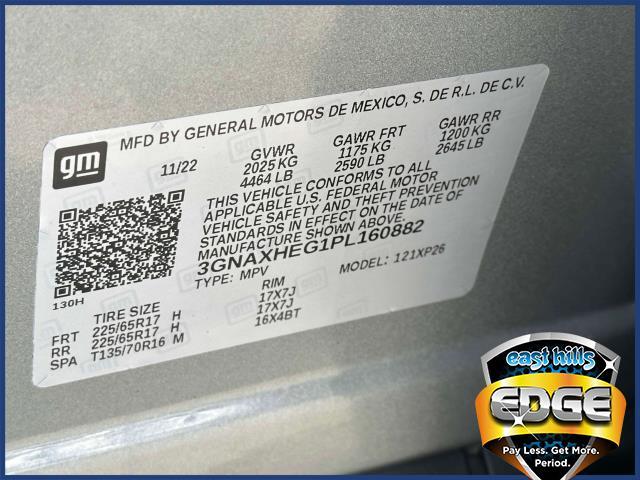 gm
MFD BY GENERAL MOTORS DE MEXICO, S. DE R.L. DE C.V.
11/22 GVWR GAWR FRT GAWR RR
2025 KG 1175 KG 1200 KG
4464 LB 2590 LB 2645 LB
THIS VEHICLE CONFORMS TO ALL
APPLICABLE U.S. FEDERAL MOTOR
VEHICLE SAFETY AND THEFT PREVENTION
STANDARDS IN EFFECT ON THE DATE OF
MANUFACTURE SHOWN ABOVE.
3GNAXHEG1PL160882
TYPE: MPV MODEL: 121XP26
130H
TIRE SIZE RIM
FRT 225/65R17 H 17X7J
RR 225/65R17 H 17X7J
SPA T135/70R16 M 16X4BT
east hills
EDGE
Pay Less. Get More.
Period.